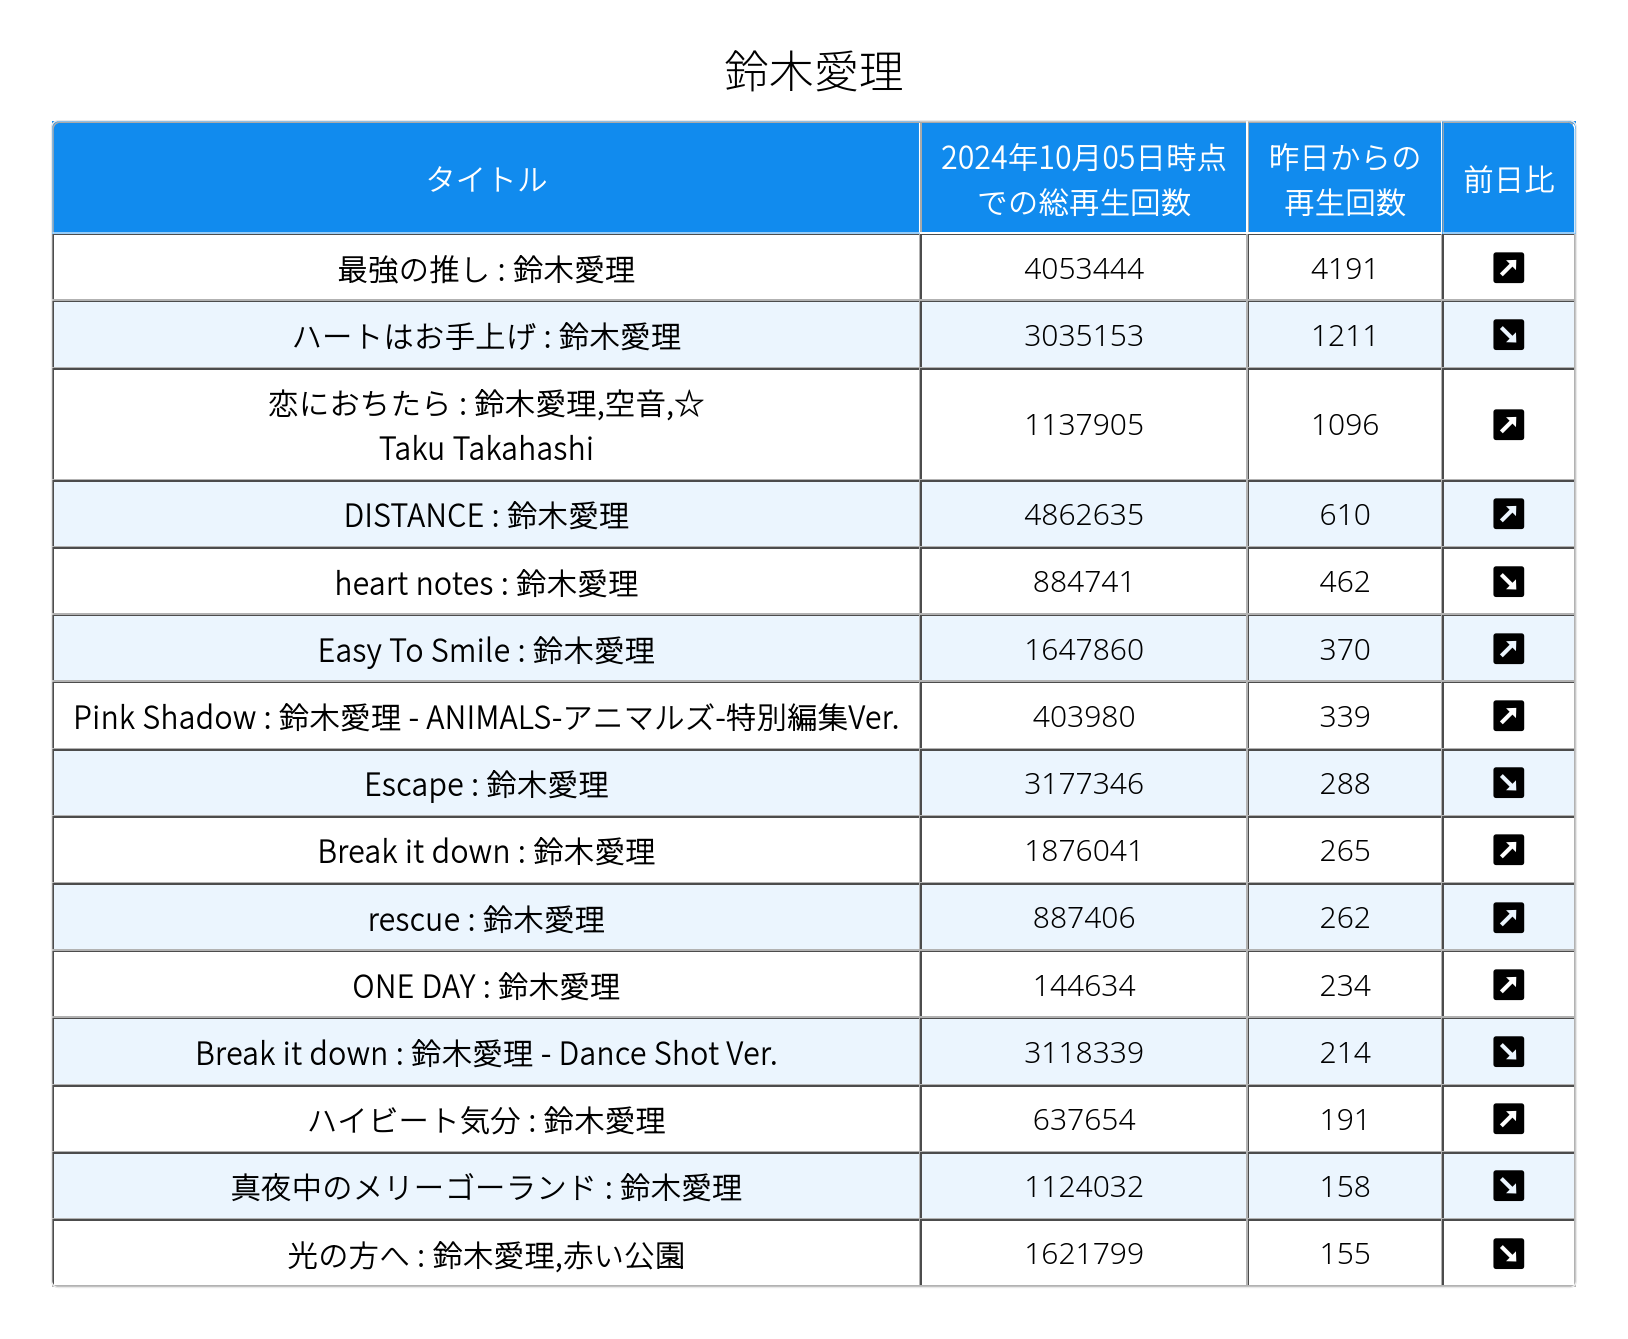 鈴木愛理
タイトル 2024年10月05日時点での総再生回数 昨日からの再生回数 前日比
最強の推し : 鈴木愛理 4053444 4191
ハートはお手上げ : 鈴木愛理 3035153 1211
恋におちたら : 鈴木愛理,空音,☆
Taku Takahashi 1137905 1096
DISTANCE : 鈴木愛理 4862635 610
heart notes : 鈴木愛理 884741 462
Easy To Smile : 鈴木愛理 1647860 370
Pink Shadow : 鈴木愛理 - ANIMALS-アニマルズ-特別編集Ver. 403980 339
Escape : 鈴木愛理 3177346 288
Break it down : 鈴木愛理 1876041 265
rescue : 鈴木愛理 887406 262
ONE DAY : 鈴木愛理 144634 234
Break it down : 鈴木愛理 - Dance Shot Ver. 3118339 214
ハイビート気分 : 鈴木愛理 637654 191
真夜中のメリーゴーランド : 鈴木愛理 1124032 158
光の方へ : 鈴木愛理,赤い公園 1621799 155